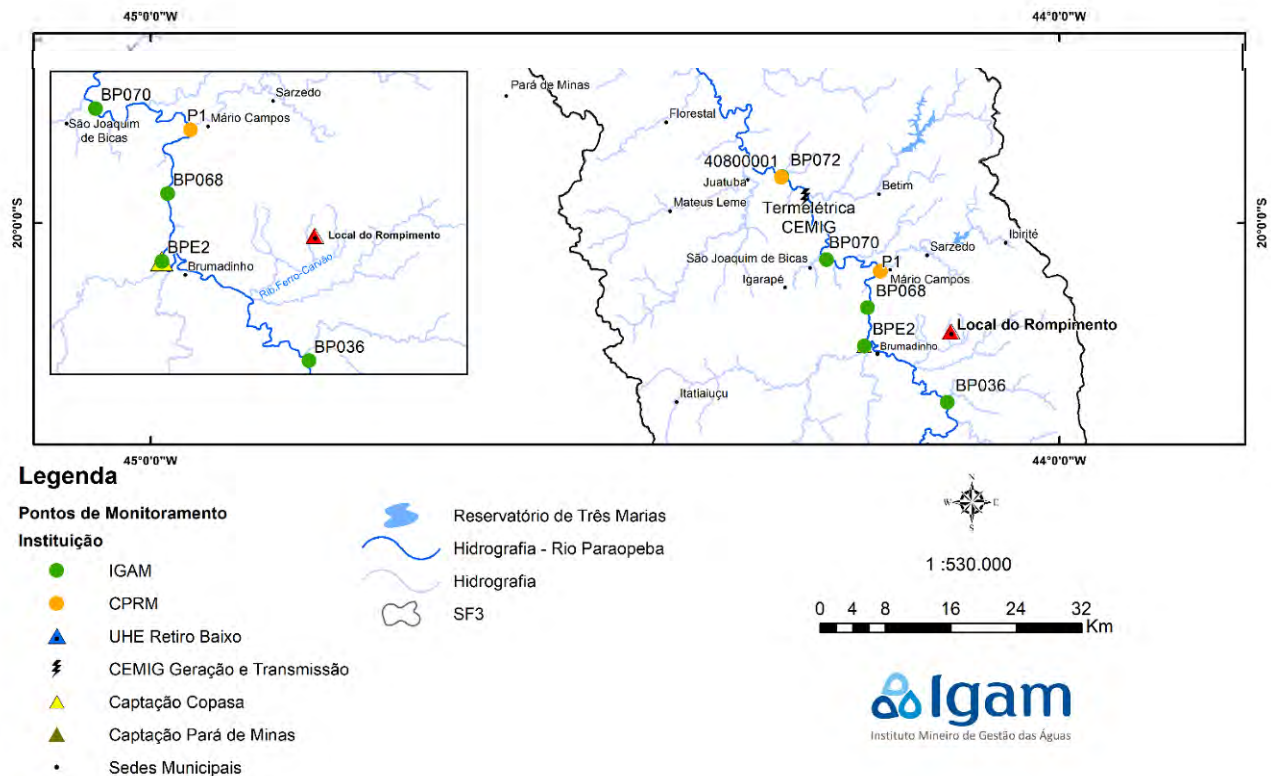 45°0'0"W
44°0'0"W
BP070
Sarzedo
P1
Mário Campos
São Joaquim
de Bicas
BP068
Local do Rompimento
BPE2
Brumadinho
Rib.Ferro-Carvão
BP036
20°0'0"S
Pará de Minas
Florestal
40800001
BP072
Juatuba
Betim
Mateus Leme
Termelétrica
CEMIG
Ibirité
BP070
Sarzedo
São Joaquim de Bicas
P1
Mário Campos
Igarapé
BP068
Local do Rompimento
BPE2
Brumadinho
BP036
Itatiaiuçu
20°0'0"S
45°0'0"W
44°0'0"W
Legenda
Pontos de Monitoramento
Instituição
IGAM
CPRM
UHE Retiro Baixo
CEMIG Geração e Transmissão
Captação Copasa
Captação Pará de Minas
Sedes Municipais
Reservatório de Três Marias
Hidrografia - Rio Paraopeba
Hidrografia
SF3
N
W E
S
1 :530.000
0 4 8 16 24 32
Km
Igam
Instituto Mineiro de Gestão das Águas